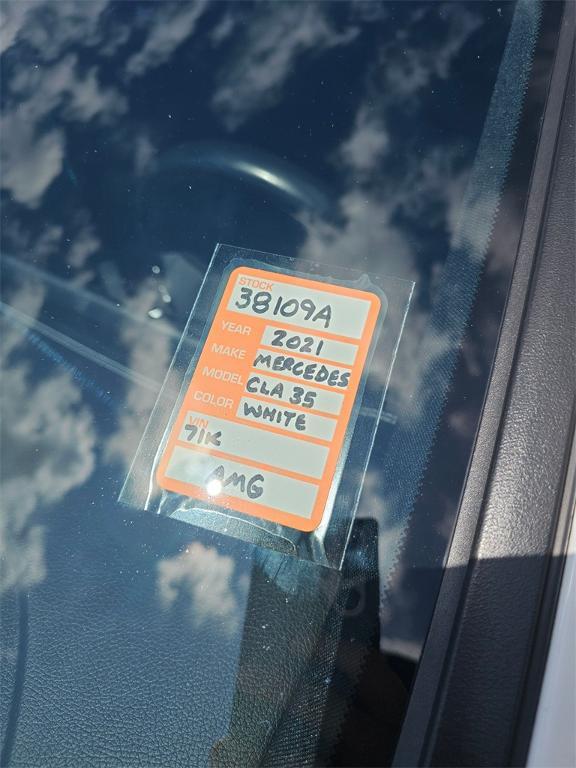 STOCK
38109A
YEAR 2021
MAKE MERCEDES
MODEL CLA 35
COLOR WHITE
VIN
71K
AMG